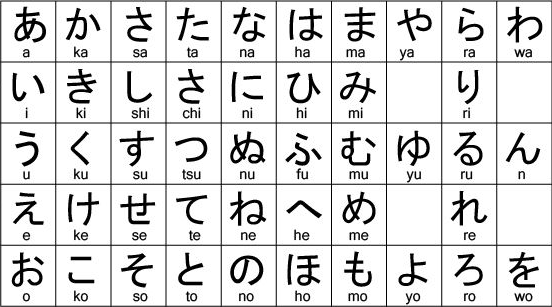 あ か さ た な は ま や ら わ
a ka sa ta na ha ma ya ra wa
い き し さ に ひ み り
i ki shi chi ni hi mi ri
う く す つ ぬ ふ む ゆ る ん
u ku su tsu nu fu mu yu ru n
え け せ て ね へ め れ
e ke se te ne he me re
お こ そ と の ほ も よ ろ を
o ko so to no ho mo yo ro wo